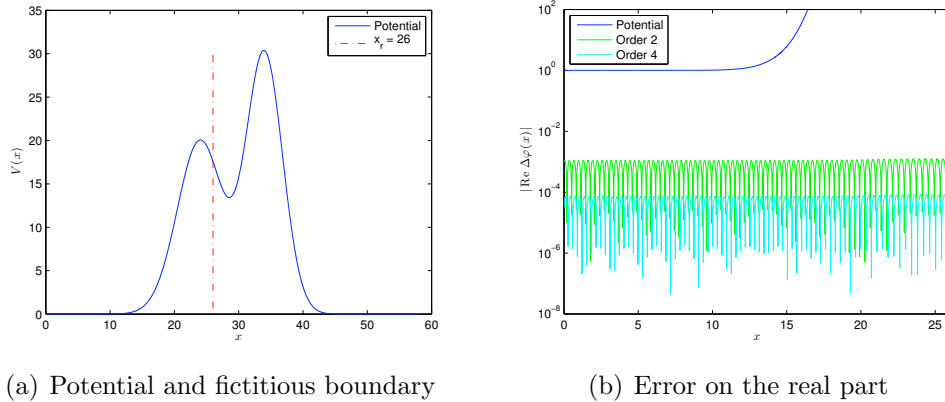 35
30
25
20
15
10
5
0
V(x)
0 10 20 30 40 50 60
x
Potential
x_r = 26
(a) Potential and fictitious boundary
10^2
10^0
10^-2
10^-4
10^-6
10^-8
|Re Δφ(x)|
0 5 10 15 20 25
x
Potential
Order 2
Order 4
(b) Error on the real part